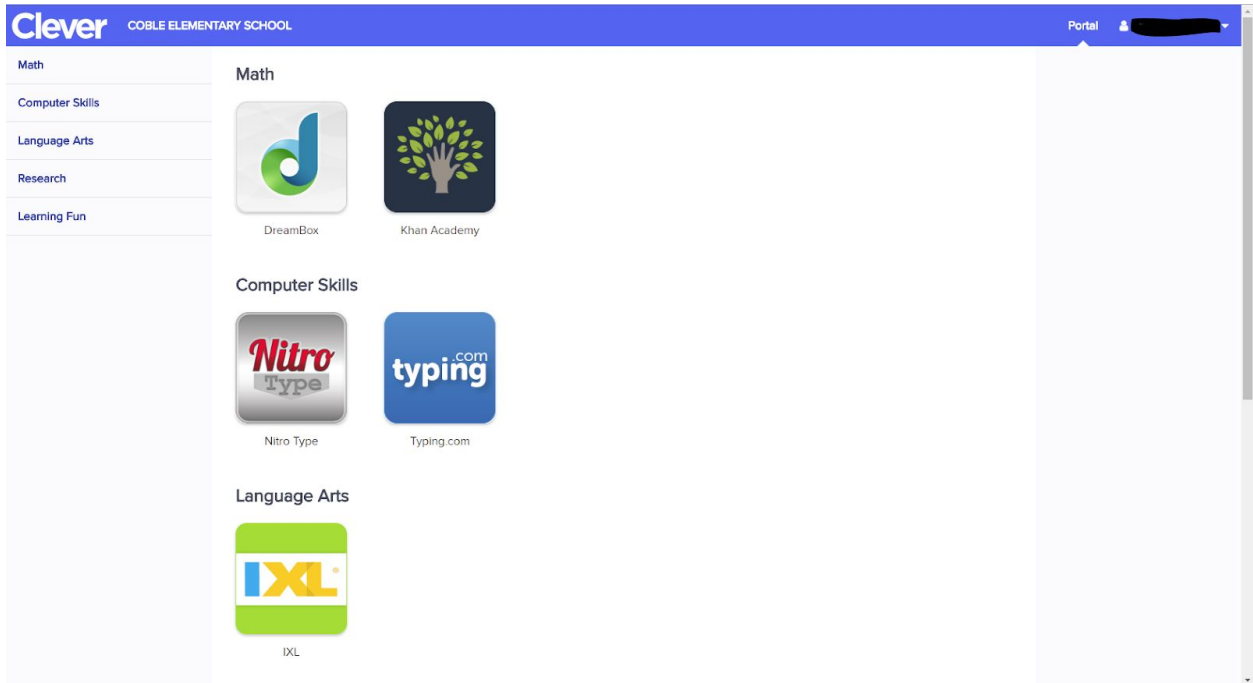 Clever COBLE ELEMENTARY SCHOOL Portal
Math
Computer Skills
Language Arts
Research
Learning Fun
Math
DreamBox Khan Academy
Computer Skills
Nitro Type
typing.com
Nitro Type Typing.com
Language Arts
IXL
IXL